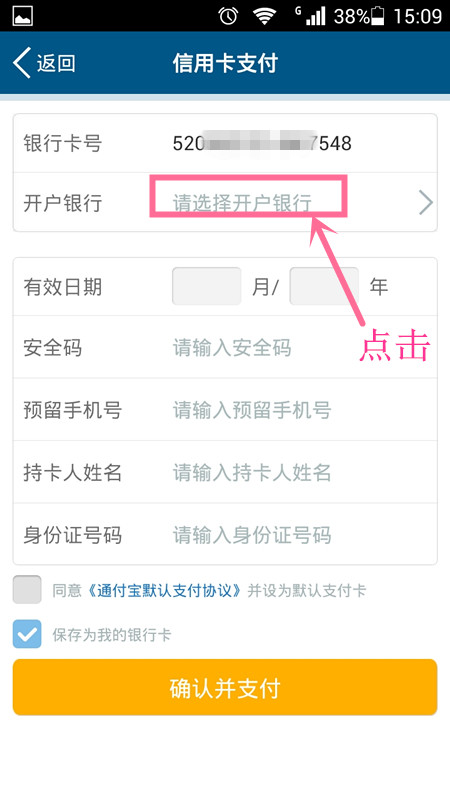 G 38% 15:09
返回 信用卡支付
银行卡号 520 7548
开户银行 请选择开户银行
点击
有效日期 月/ 年
安全码 请输入安全码
预留手机号 请输入预留手机号
持卡人姓名 请输入持卡人姓名
身份证号码 请输入身份证号码
同意《通付宝默认支付协议》并设为默认支付卡
保存为我的银行卡
确认并支付